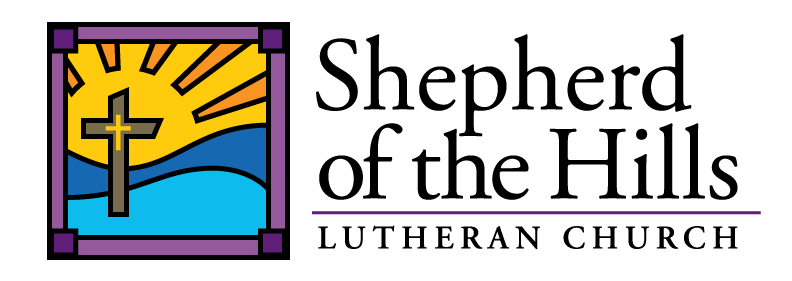 Shepherd
of the Hills
LUTHERAN CHURCH